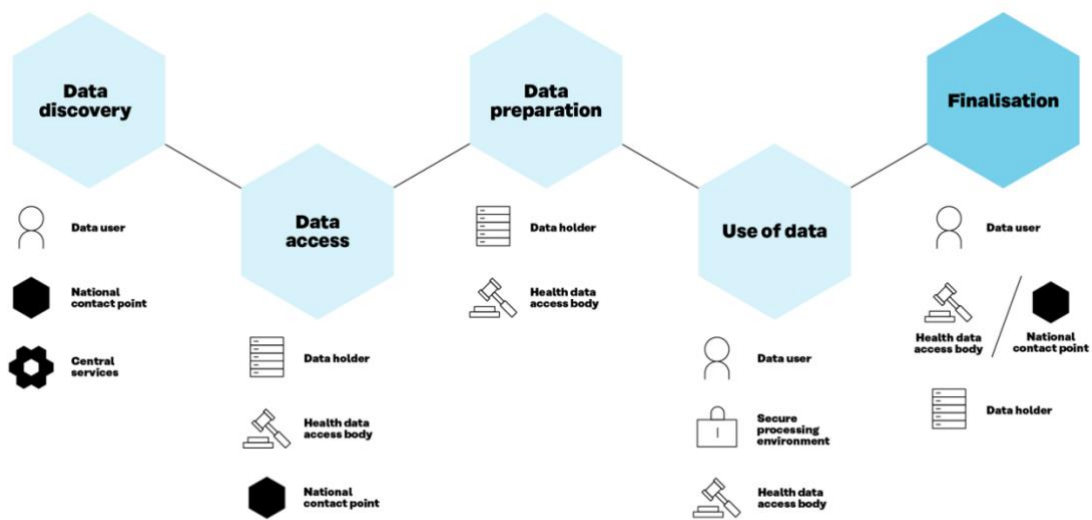 Data
discovery
Data user
National
contact point
Central
services
Data
access
Data holder
Health data
access body
National
contact point
Data
preparation
Data holder
Health data
access body
Use of data
Data user
Secure
processing
environment
Health data
access body
Finalisation
Data user
Health data
access body
National
contact point
Data holder